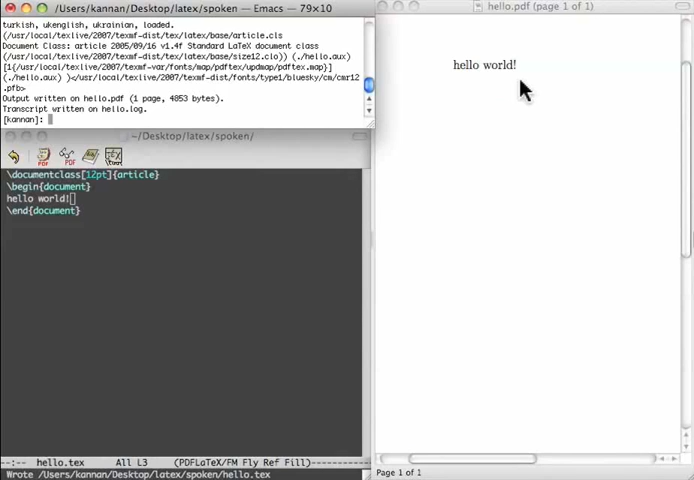 /Users/kannan/Desktop/latex/spoken — Emacs — 79×10
turkish, ukenglish, ukrainian, loaded.
(/usr/local/texlive/2007/texmf-dist/tex/latex/base/article.cls
Document Class: article 2005/09/16 v1.4f Standard LaTeX document class
(/usr/local/texlive/2007/texmf-dist/tex/latex/base/size12.clo)) (./hello.aux)
[1{/usr/local/texlive/2007/texmf-var/fonts/map/pdftex/updmap/pdftex.map}]
(./hello.aux) )</usr/local/texlive/2007/texmf-dist/fonts/type1/bluesky/cm/cmr12
.pfb>
Output written on hello.pdf (1 page, 4853 bytes).
Transcript written on hello.log.
[kannan]:
~/Desktop/latex/spoken/
PDF
PDF
TEX
\documentclass[12pt]{article}
\begin{document}
hello world!
\end{document}
--:-- hello.tex All L3 (PDFLaTeX/FM Fly Ref Fill)
Wrote /Users/kannan/Desktop/latex/spoken/hello.tex
hello.pdf (page 1 of 1)
hello world!
Page 1 of 1